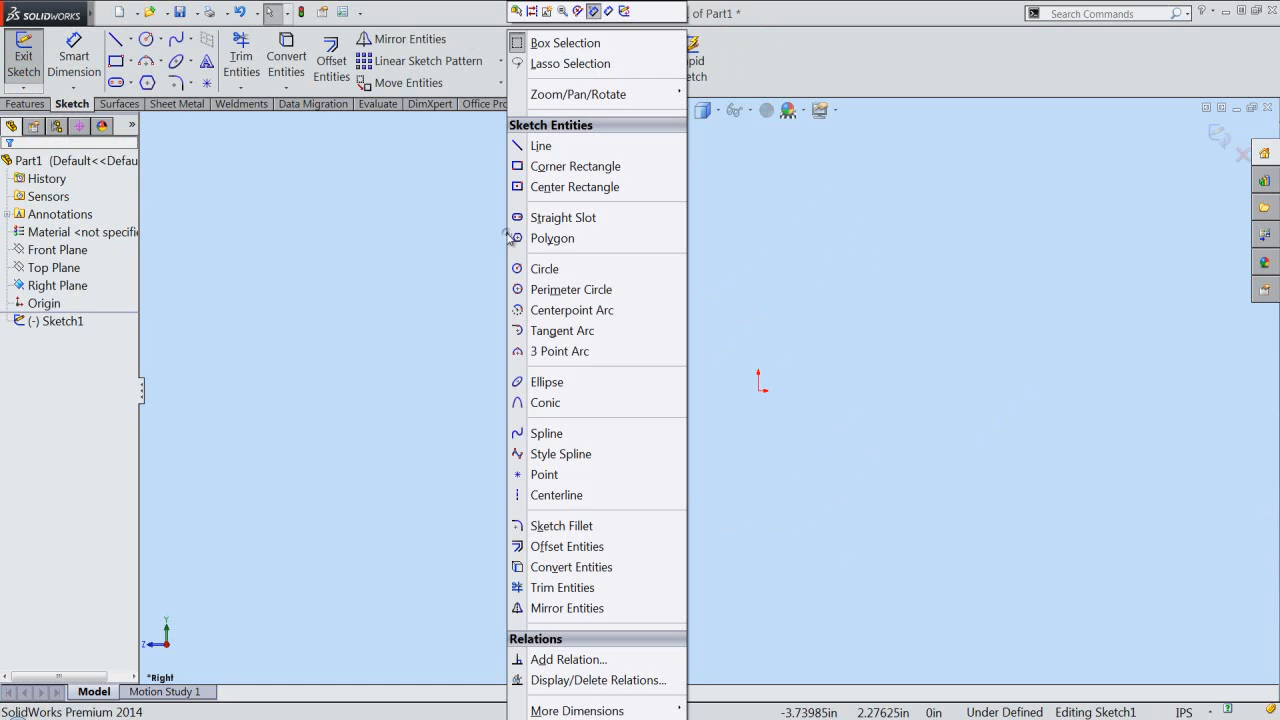 SOLIDWORKS
of Part1 *
Search Commands
Exit Sketch
Smart Dimension
Trim Entities
Convert Entities
Offset Entities
Mirror Entities
Linear Sketch Pattern
Move Entities
Features
Sketch
Surfaces
Sheet Metal
Weldments
Data Migration
Evaluate
DimXpert
Office Pro
Part1 (Default<<Defau
History
Sensors
Annotations
Material <not specifi
Front Plane
Top Plane
Right Plane
Origin
(-) Sketch1
Box Selection
Lasso Selection
Zoom/Pan/Rotate
Sketch Entities
Line
Corner Rectangle
Center Rectangle
Straight Slot
Polygon
Circle
Perimeter Circle
Centerpoint Arc
Tangent Arc
3 Point Arc
Ellipse
Conic
Spline
Style Spline
Point
Centerline
Sketch Fillet
Offset Entities
Convert Entities
Trim Entities
Mirror Entities
Relations
Add Relation...
Display/Delete Relations...
More Dimensions
Y
Z
*Right
Model
Motion Study 1
SolidWorks Premium 2014
-3.73985in
2.27625in
0in
Under Defined
Editing Sketch1
IPS